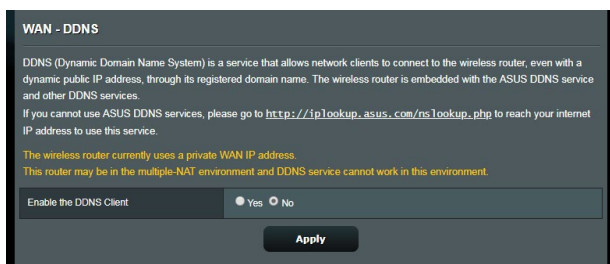 WAN - DDNS
DDNS (Dynamic Domain Name System) is a service that allows network clients to connect to the wireless router, even with a
dynamic public IP address, through its registered domain name. The wireless router is embedded with the ASUS DDNS service
and other DDNS services.
If you cannot use ASUS DDNS services, please go to http://iplookup.asus.com/nslookup.php to reach your internet
IP address to use this service.
The wireless router currently uses a private WAN IP address.
This router may be in the multiple-NAT environment and DDNS service cannot work in this environment.
Enable the DDNS Client Yes No
Apply